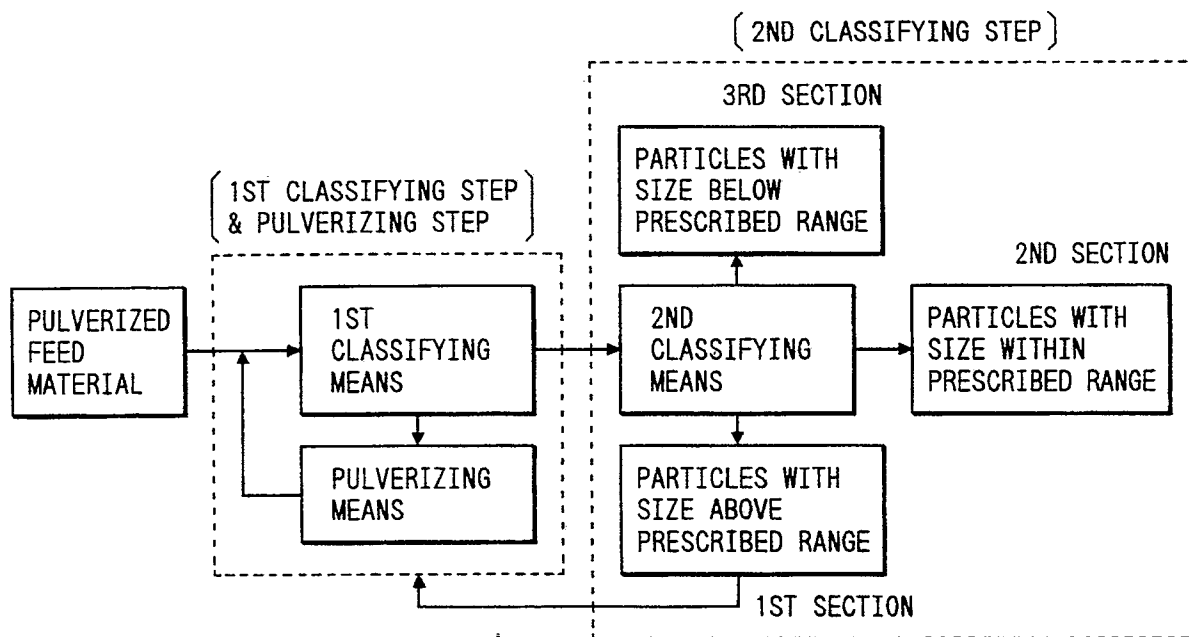 (2ND CLASSIFYING STEP)
3RD SECTION
PARTICLES WITH
SIZE BELOW
PRESCRIBED RANGE
(1ST CLASSIFYING STEP
& PULVERIZING STEP)
2ND SECTION
PULVERIZED
FEED
MATERIAL
1ST
CLASSIFYING
MEANS
2ND
CLASSIFYING
MEANS
PARTICLES WITH
SIZE WITHIN
PRESCRIBED RANGE
PULVERIZING
MEANS
PARTICLES WITH
SIZE ABOVE
PRESCRIBED RANGE
1ST SECTION